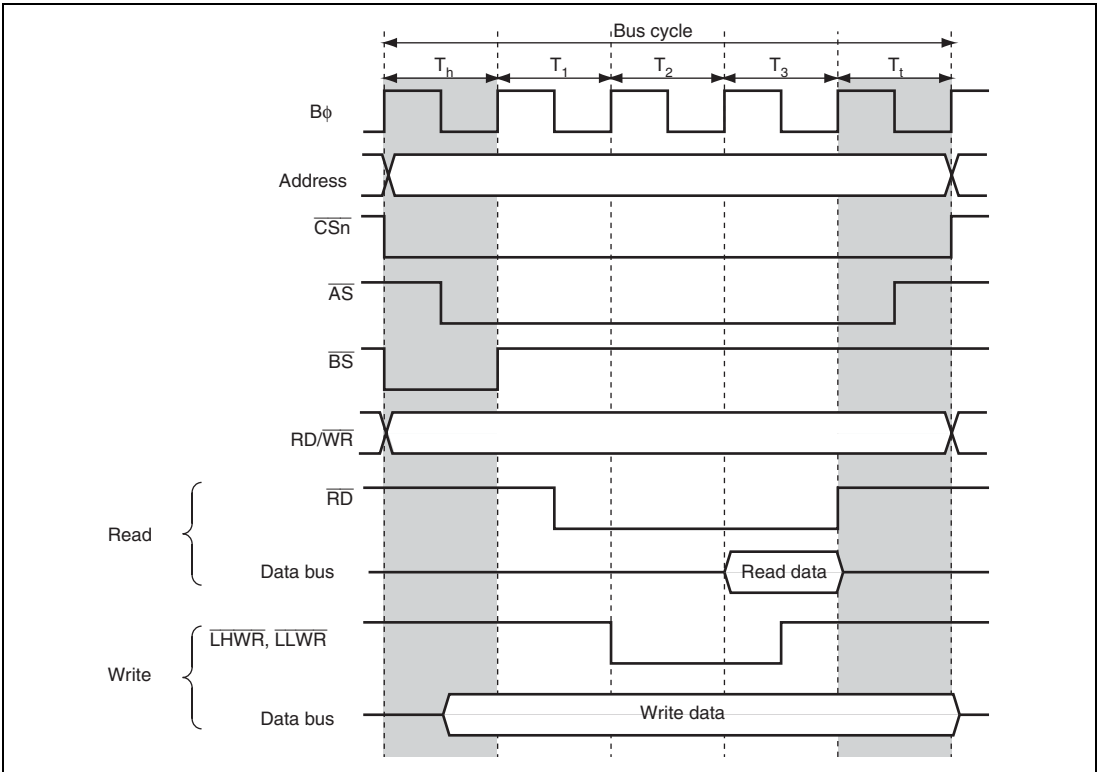 Bus cycle
Th T1 T2 T3 Tt
Bϕ
Address
CSn
AS
BS
RD/WR
RD
Read
Data bus
Read data
LHWR, LLWR
Write
Data bus
Write data